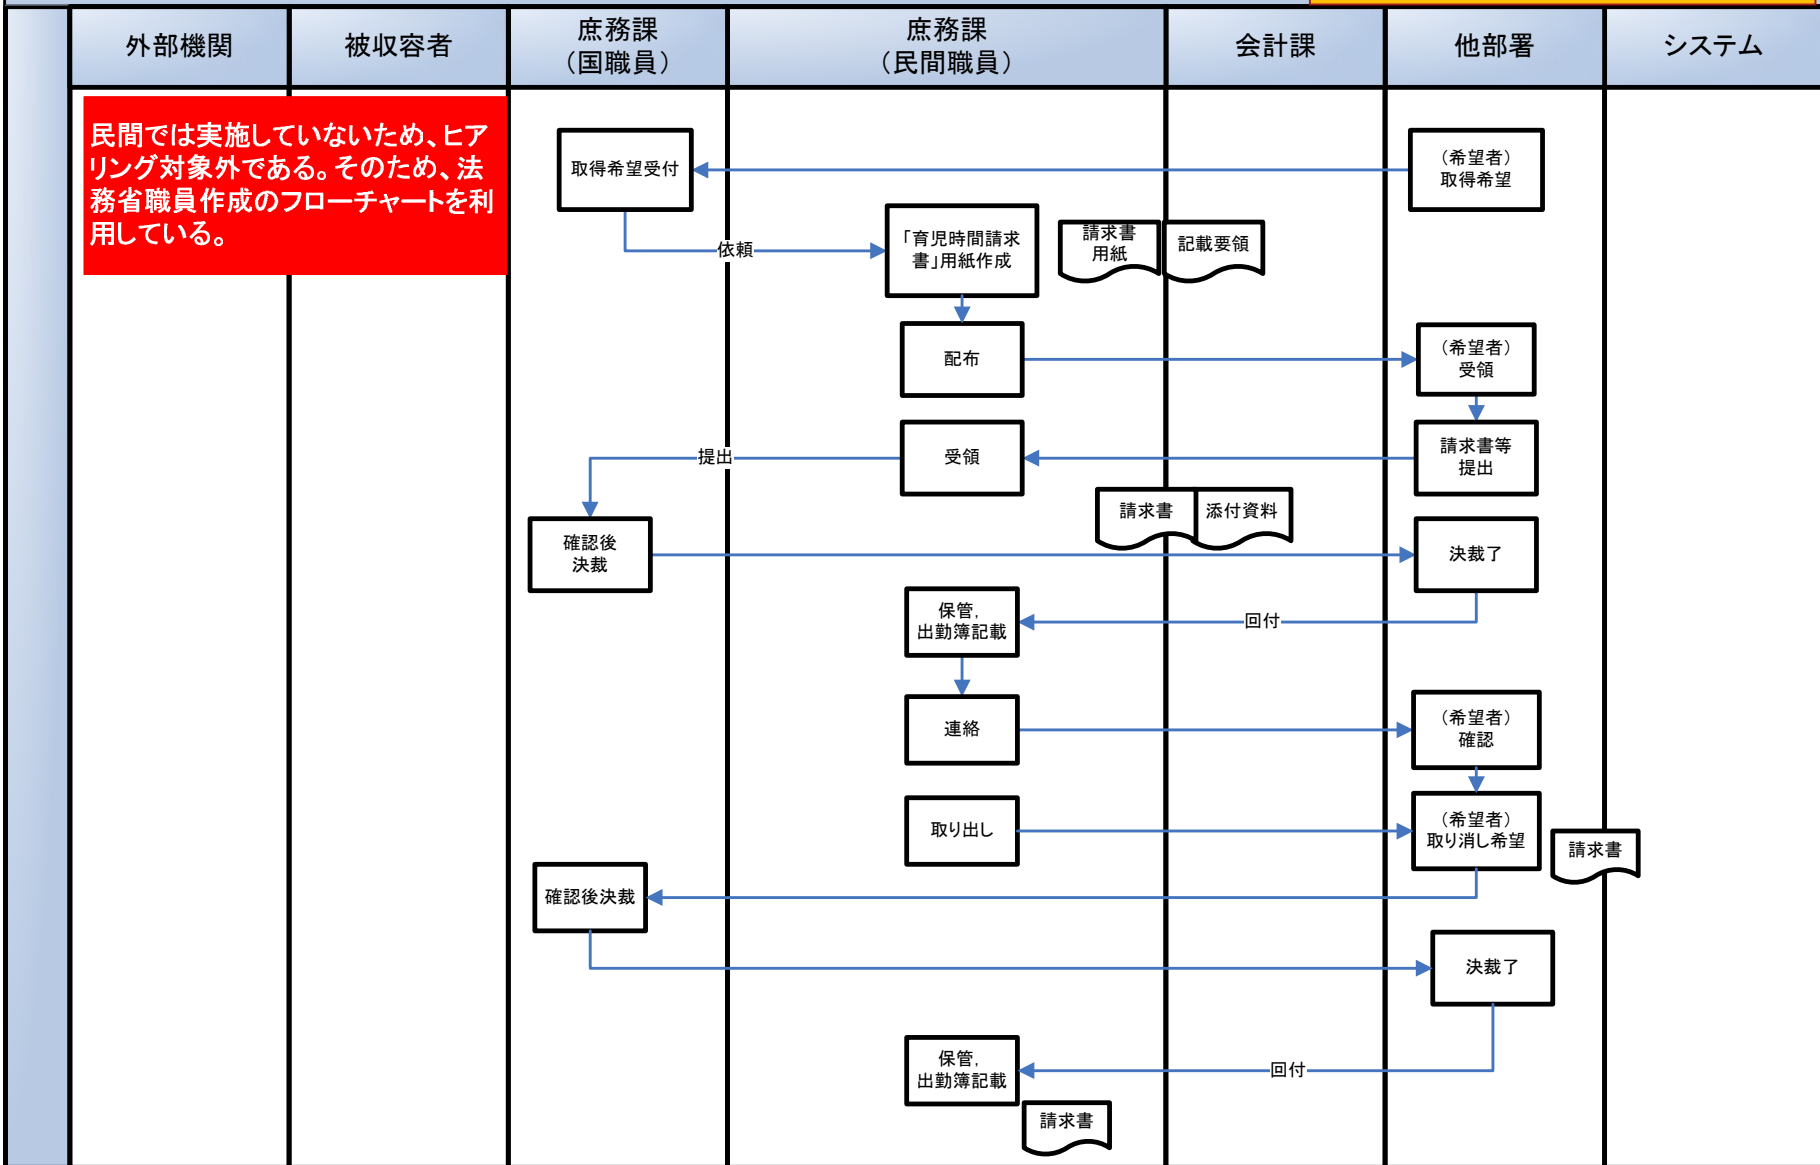 外部機関
被収容者
庶務課
（国職員）
庶務課
（民間職員）
会計課
他部署
システム
民間では実施していないため、ヒア
リング対象外である。そのため、法
務省職員作成のフローチャートを利
用している。
取得希望受付
（希望者）
取得希望
依頼
「育児時間請求
書」用紙作成
請求書
用紙
記載要領
配布
（希望者）
受領
提出
受領
請求書等
提出
請求書
添付資料
確認後
決裁
決裁了
保管，
出勤簿記載
回付
連絡
（希望者）
確認
取り出し
（希望者）
取り消し希望
請求書
確認後決裁
決裁了
保管，
出勤簿記載
回付
請求書